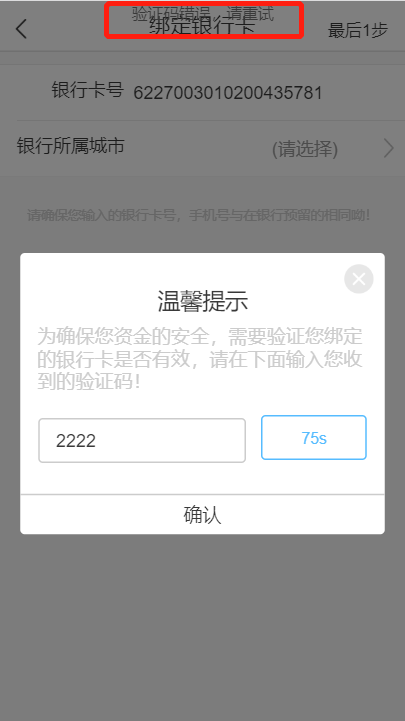 验证码错误，请重试
绑定银行卡
最后1步
银行卡号 6227003010200435781
银行所属城市 (请选择)
请确保您输入的银行卡号，手机号与在银行预留的相同呦！
温馨提示
为确保您资金的安全，需要验证您绑定
的银行卡是否有效，请在下面输入您收
到的验证码！
2222 75s
确认